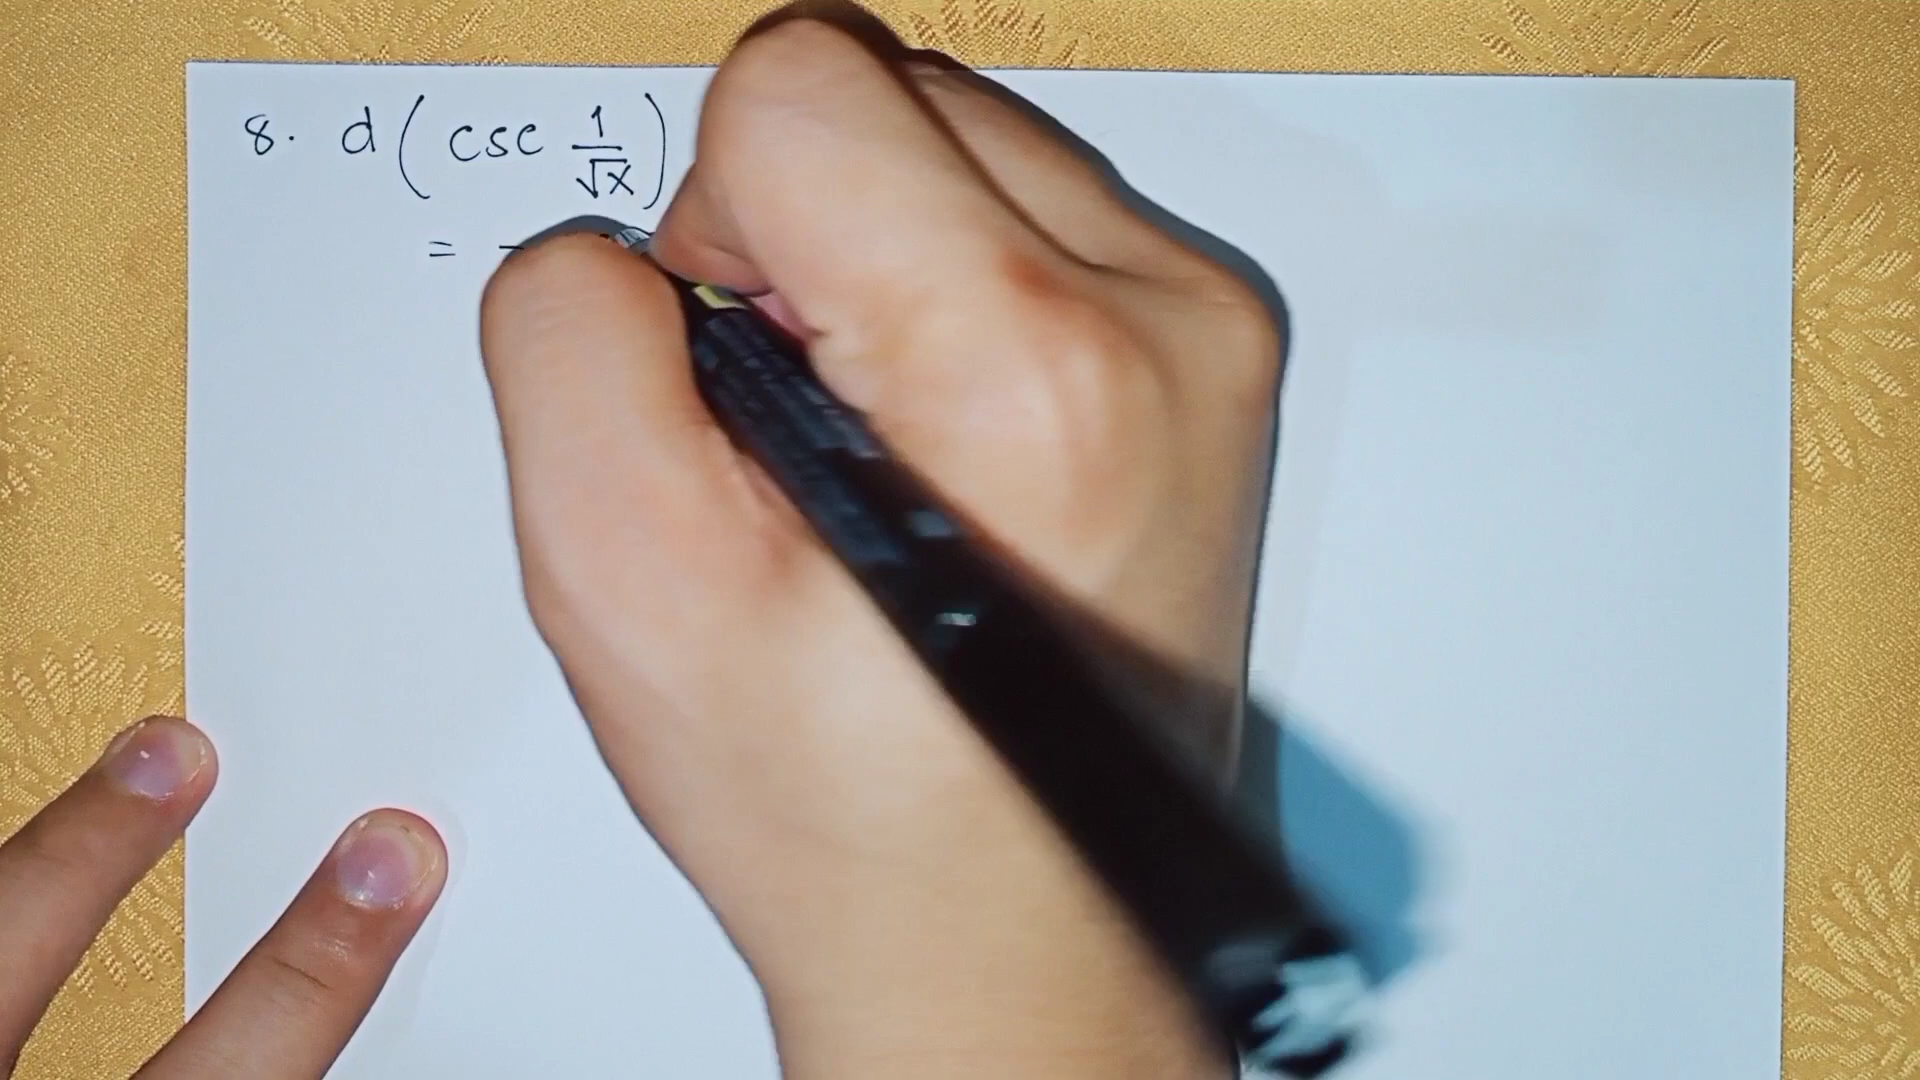 8. d(csc 1/√x)
= -